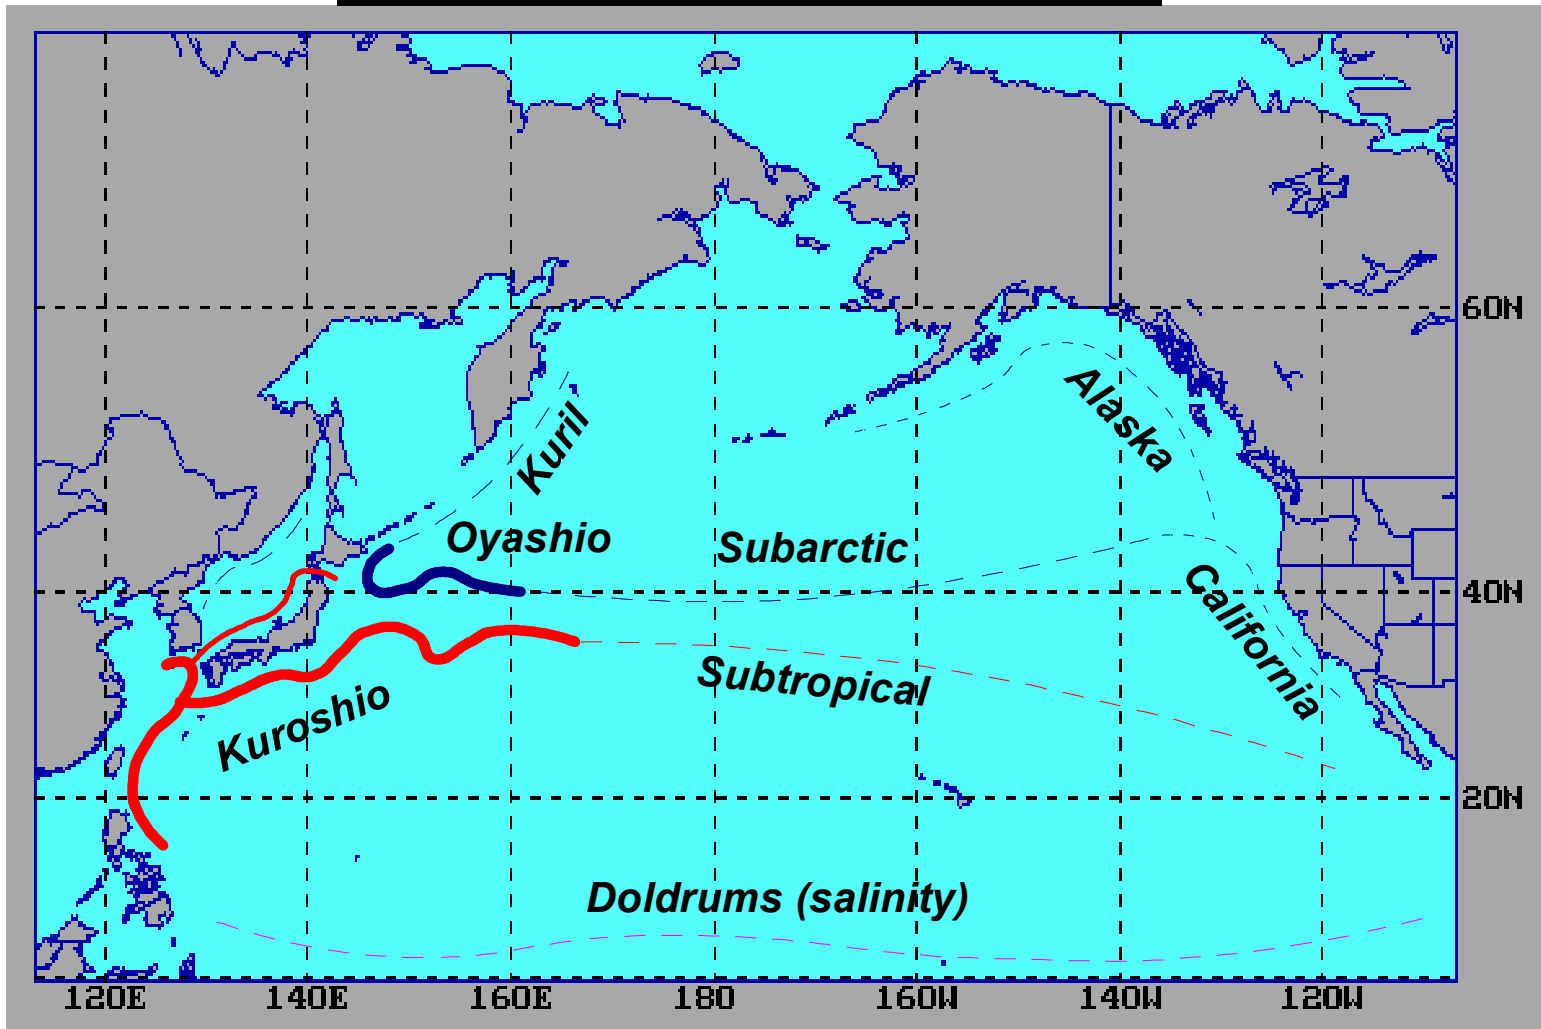 60N
Alaska
Kuril
Oyashio
Subarctic
40N
California
Subtropical
Kuroshio
20N
Doldrums (salinity)
120E 140E 160E 180 160W 140W 120W